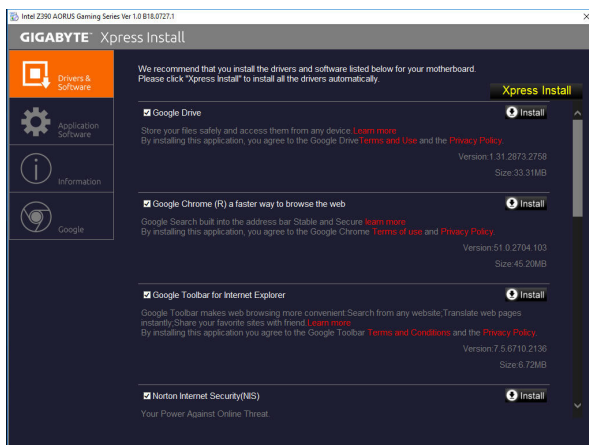 Intel Z390 AORUS Gaming Series Ver 1.0 B18.0727.1
GIGABYTE™ Xpress Install
Drivers &
Software
Application
Software
Information
Google
We recommend that you install the drivers and software listed below for your motherboard.
Please click "Xpress Install" to install all the drivers automatically.
Xpress Install
Google Drive
Install
Store your files safely and access them from any device.Learn more
By installing this application, you agree to the Google DriveTerms and Use and the Privacy Policy.
Version:1.31.2873.2758
Size:33.31MB
Google Chrome (R) a faster way to browse the web
Install
Google Search built into the address bar Stable and Secure learn more
By installing this application, you agree to the Google Chrome Terms of use and Privacy Policy.
Version:51.0.2704.103
Size:45.20MB
Google Toolbar for Internet Explorer
Install
Google Toolbar makes web browsing more convenient:Search from any website;Translate web pages
instantly;Share your favorite sites with friend.Learn more
By installing this application you agree to the Google Toolbar Terms and Conditions and the Privacy Policy.
Version:7.5.6710.2136
Size:6.72MB
Norton Internet Security(NIS)
Install
Your Power Against Online Threat.